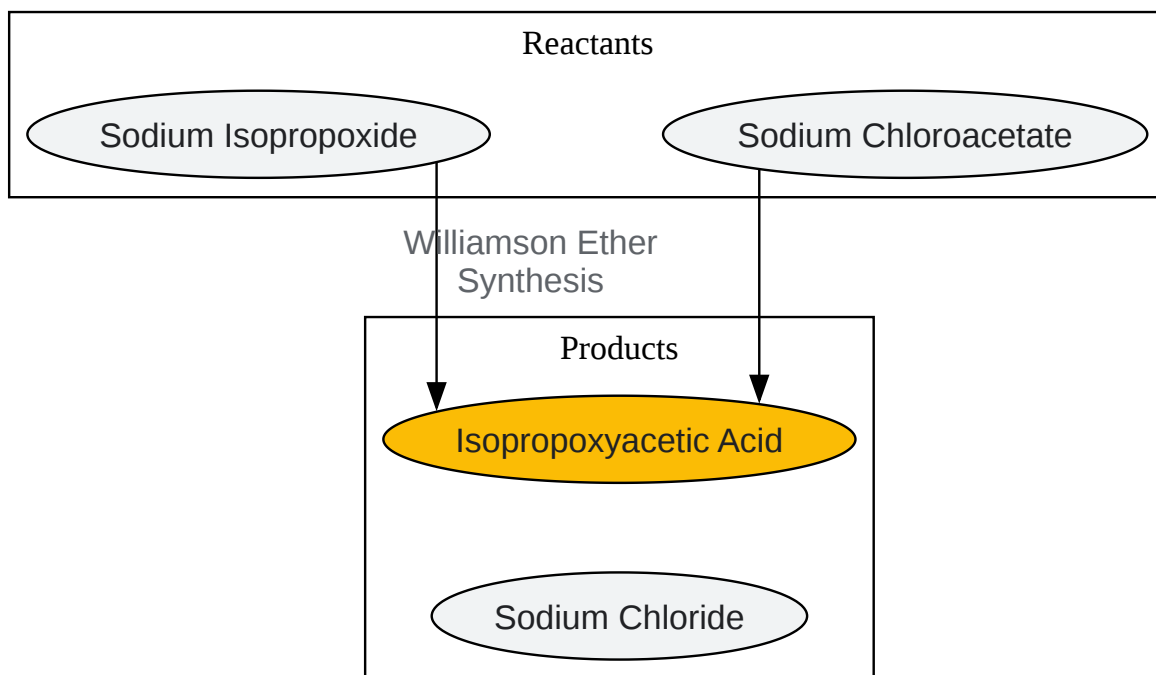 Reactants
Sodium Isopropoxide
Sodium Chloroacetate
Williamson Ether
Synthesis
Products
Isopropoxyacetic Acid
Sodium Chloride